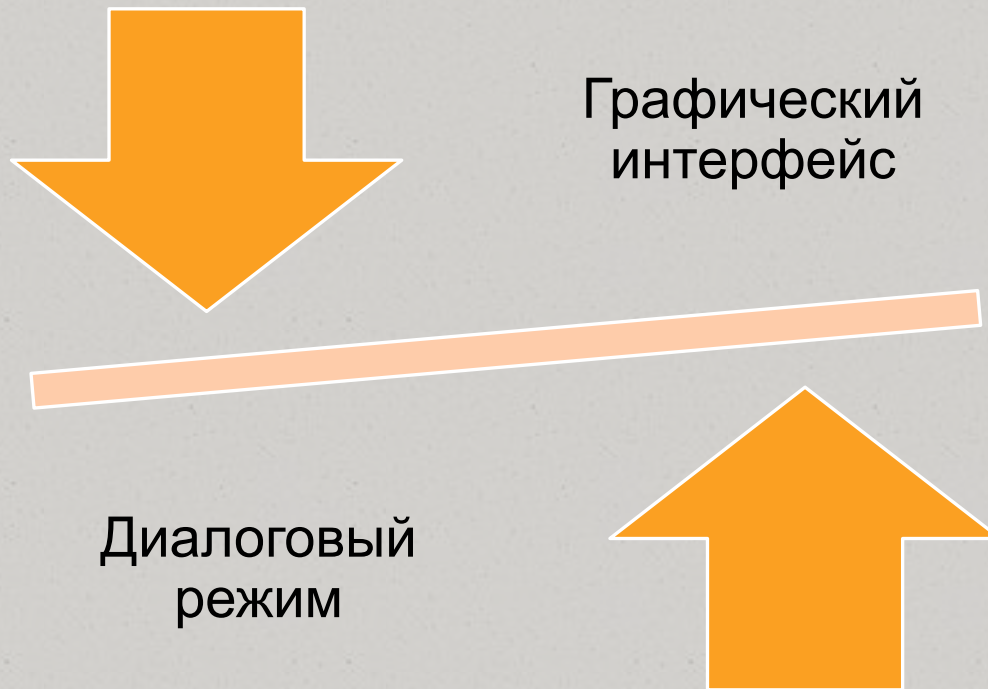 Графический
интерфейс
Диалоговый
режим